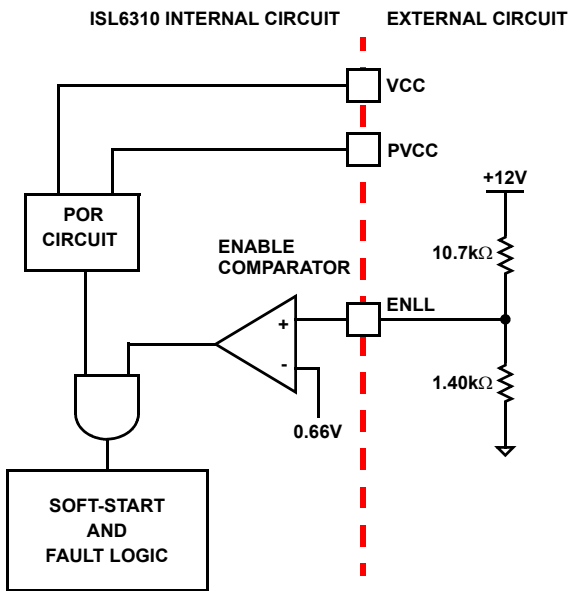 ISL6310 INTERNAL CIRCUIT
EXTERNAL CIRCUIT
VCC
PVCC
+12V
POR
CIRCUIT
10.7kΩ
ENABLE
COMPARATOR
ENLL
+
-
1.40kΩ
0.66V
SOFT-START
AND
FAULT LOGIC